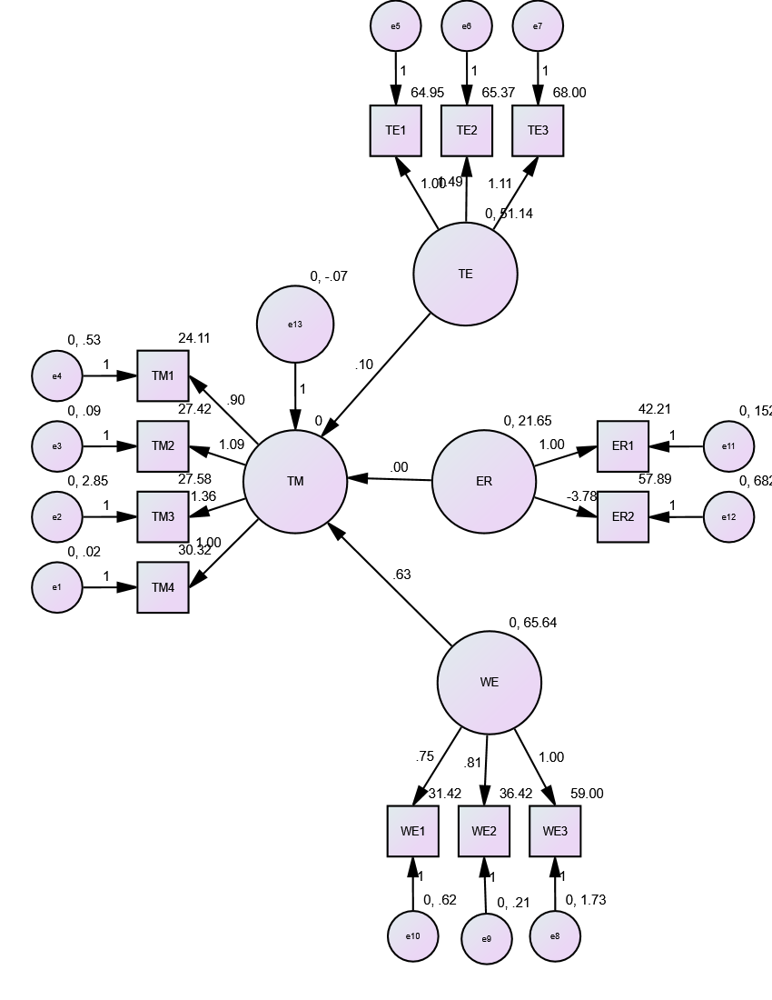 e5 e6 e7
1 1 1
64.95 65.37 68.00
TE1 TE2 TE3
1.00 1.49 1.11
0, 51.14
TE
0, -.07
e13
1
0, .53 24.11
e4 1 TM1
.90
.10
0
0, .09 27.42
e3 1 TM2
1.09
0, 2.85 27.58
e2 1 TM3
1.36
0, .02 30.32
1.00
e1 1 TM4
TM
.00
0, 21.65
ER
1.00
42.21
ER1 1 e11
0, 152
-3.78
57.89
ER2 1 e12
0, 682
.63
0, 65.64
WE
.75 .81 1.00
31.42 36.42 59.00
WE1 WE2 WE3
1 1 1
0, .62 0, .21 0, 1.73
e10 e9 e8